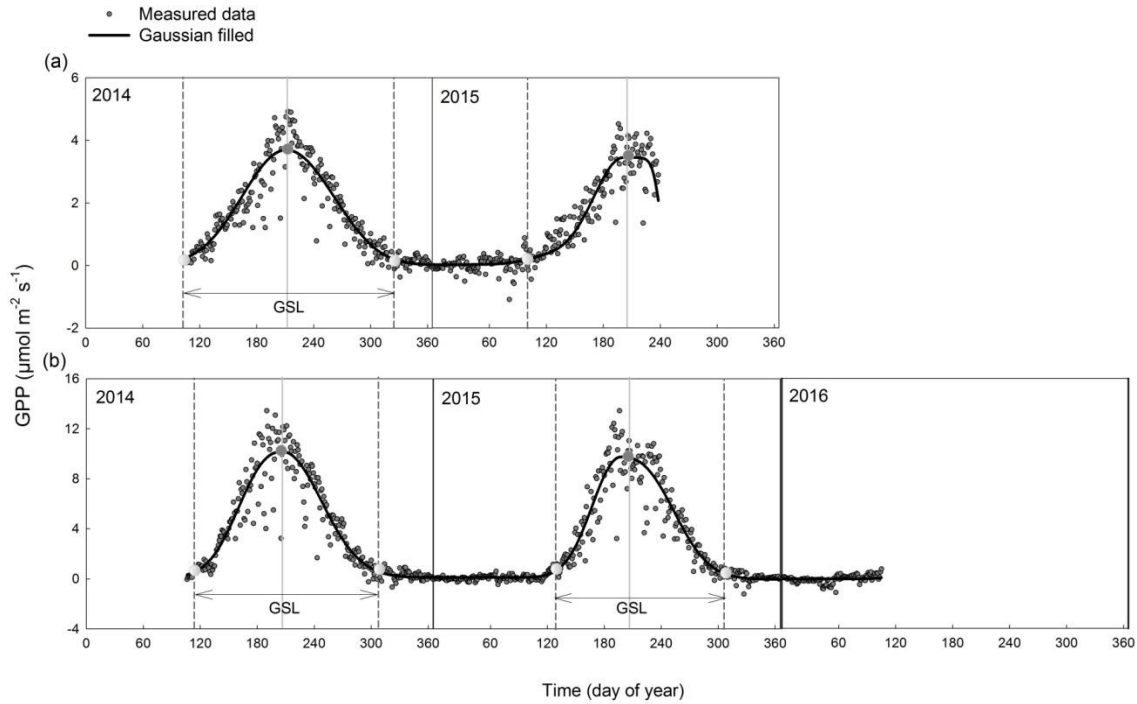 Measured data
Gaussian filled
(a)
6
4
2
0
-2
2014
2015
GSL
0 120 180 240 300 360 60 120 180 240 300 360
GPP (µmol m⁻² s⁻¹)
(b)
16
12
8
4
0
-4
2014
2015
2016
GSL
GSL
0 120 180 240 300 360 60 120 180 240 300 360 60 120 180 240 300 360
Time (day of year)